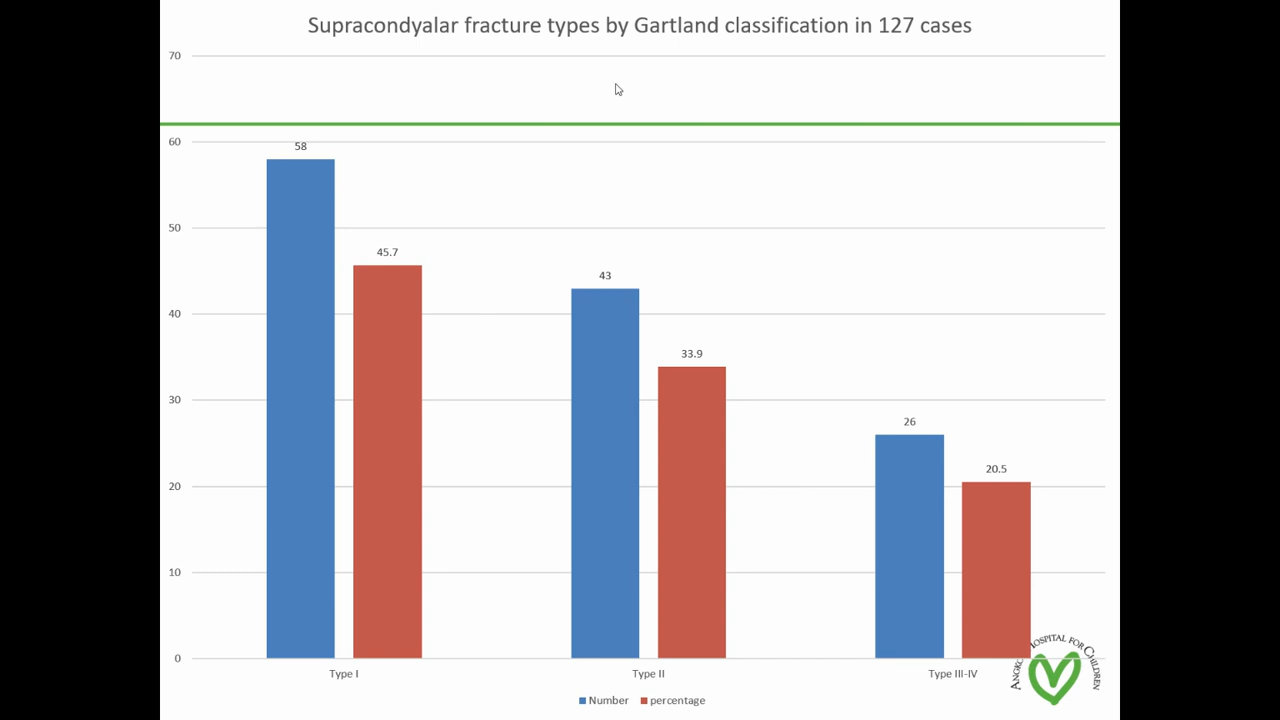 Supracondyalar fracture types by Gartland classification in 127 cases
70
60
58
50
45.7
43
40
33.9
30
26
20.5
20
10
0
Type I
Type II
Type III-IV
Number
percentage
HOSPITAL FOR CHILDREN